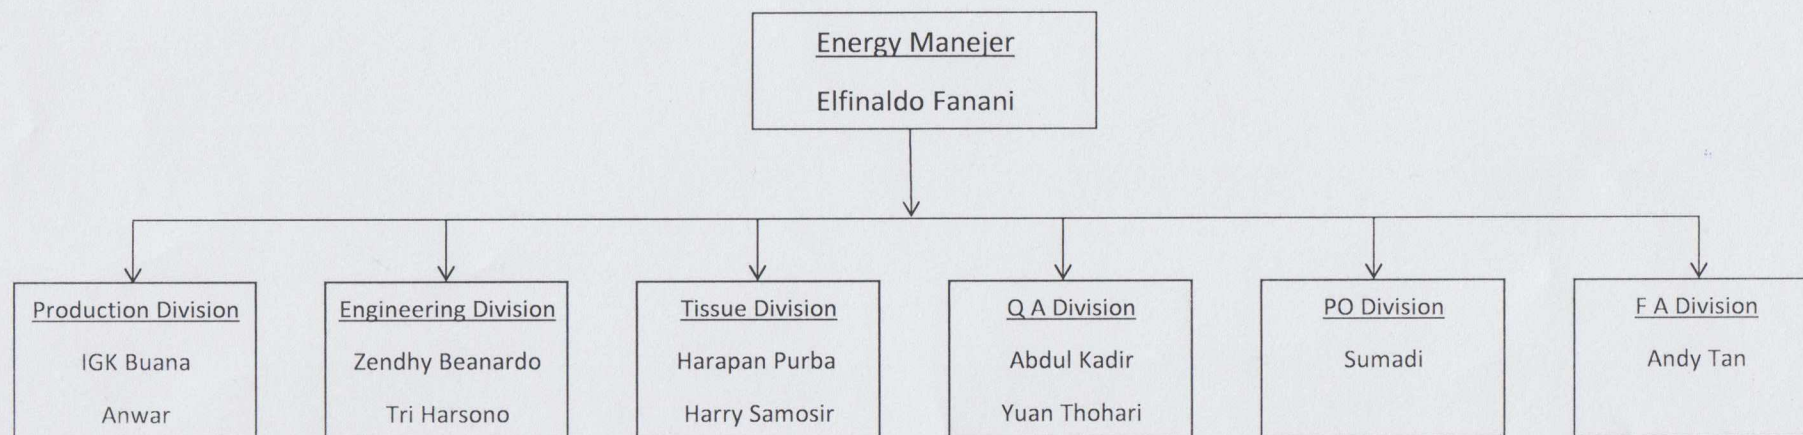 Energy Manejer
Elfinaldo Fanani
Production Division
IGK Buana
Anwar
Engineering Division
Zendhy Beanardo
Tri Harsono
Tissue Division
Harapan Purba
Harry Samosir
Q A Division
Abdul Kadir
Yuan Thohari
PO Division
Sumadi
F A Division
Andy Tan